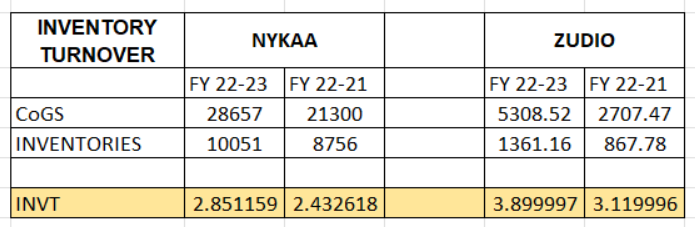 INVENTORY TURNOVER NYKAA ZUDIO
FY 22-23 FY 22-21 FY 22-23 FY 22-21
CoGS 28657 21300 5308.52 2707.47
INVENTORIES 10051 8756 1361.16 867.78
INVT 2.851159 2.432618 3.899997 3.119996